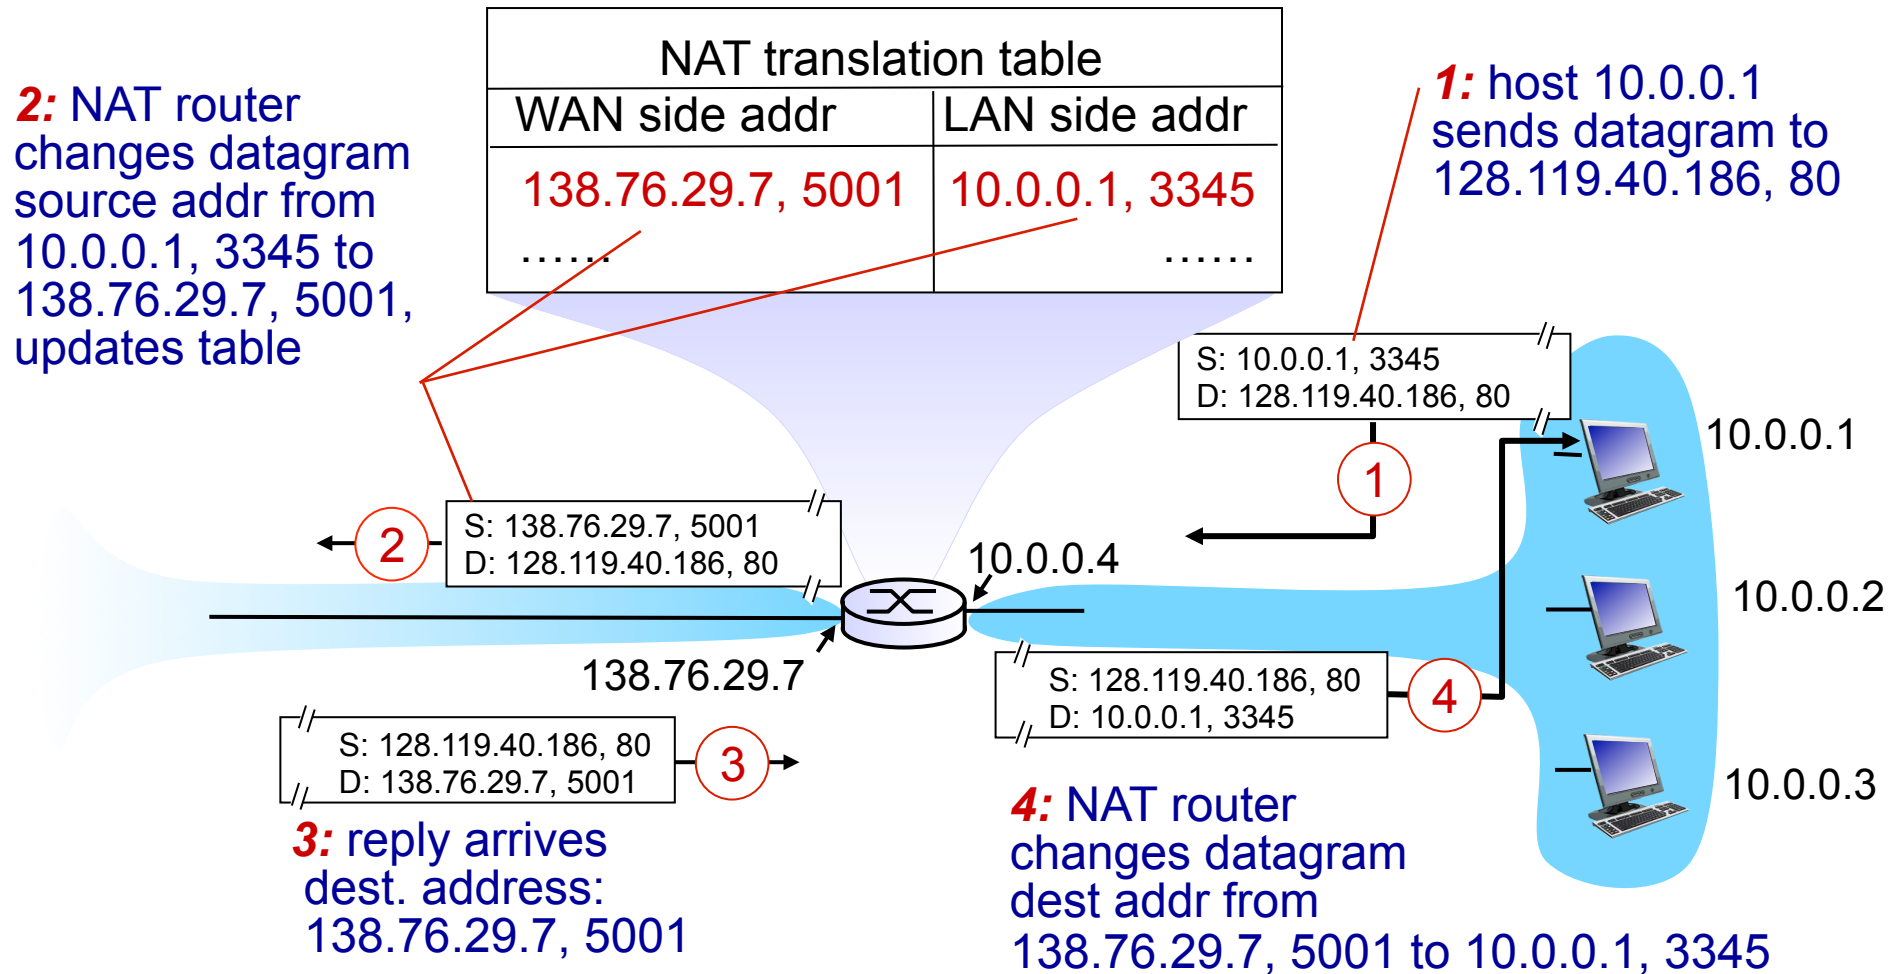 NAT translation table
WAN side addr LAN side addr
138.76.29.7, 5001 10.0.0.1, 3345
...... ......
2: NAT router
changes datagram
source addr from
10.0.0.1, 3345 to
138.76.29.7, 5001,
updates table
1: host 10.0.0.1
sends datagram to
128.119.40.186, 80
S: 10.0.0.1, 3345
D: 128.119.40.186, 80
1
10.0.0.1
S: 138.76.29.7, 5001
D: 128.119.40.186, 80
2
10.0.0.4
10.0.0.2
138.76.29.7
S: 128.119.40.186, 80
D: 10.0.0.1, 3345
4
S: 128.119.40.186, 80
D: 138.76.29.7, 5001
3
10.0.0.3
3: reply arrives
dest. address:
138.76.29.7, 5001
4: NAT router
changes datagram
dest addr from
138.76.29.7, 5001 to 10.0.0.1, 3345